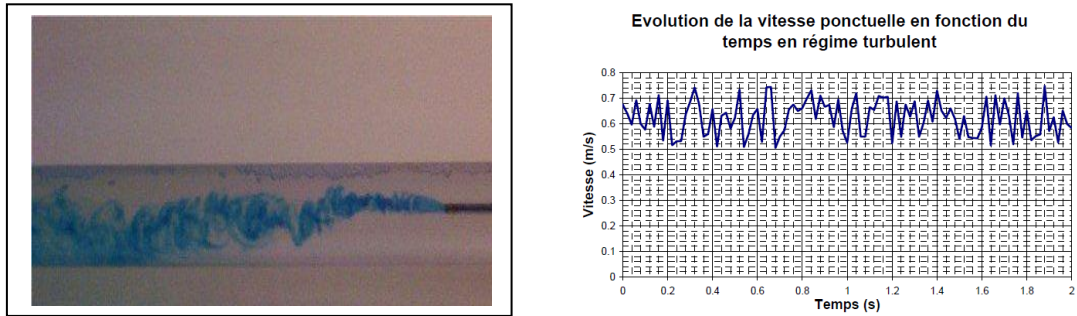 Evolution de la vitesse ponctuelle en fonction du
temps en régime turbulent
Vitesse (m/s)
0.8
0.7
0.6
0.5
0.4
0.3
0.2
0.1
0
0 0.2 0.4 0.6 0.8 1 1.2 1.4 1.6 1.8 2
Temps (s)